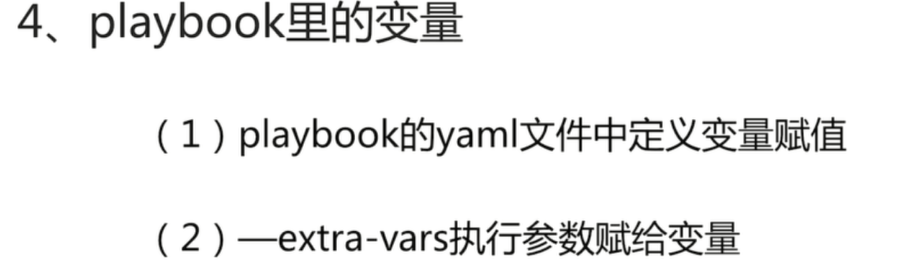 4、playbook里的变量
（1）playbook的yaml文件中定义变量赋值
（2）—extra-vars执行参数赋给变量